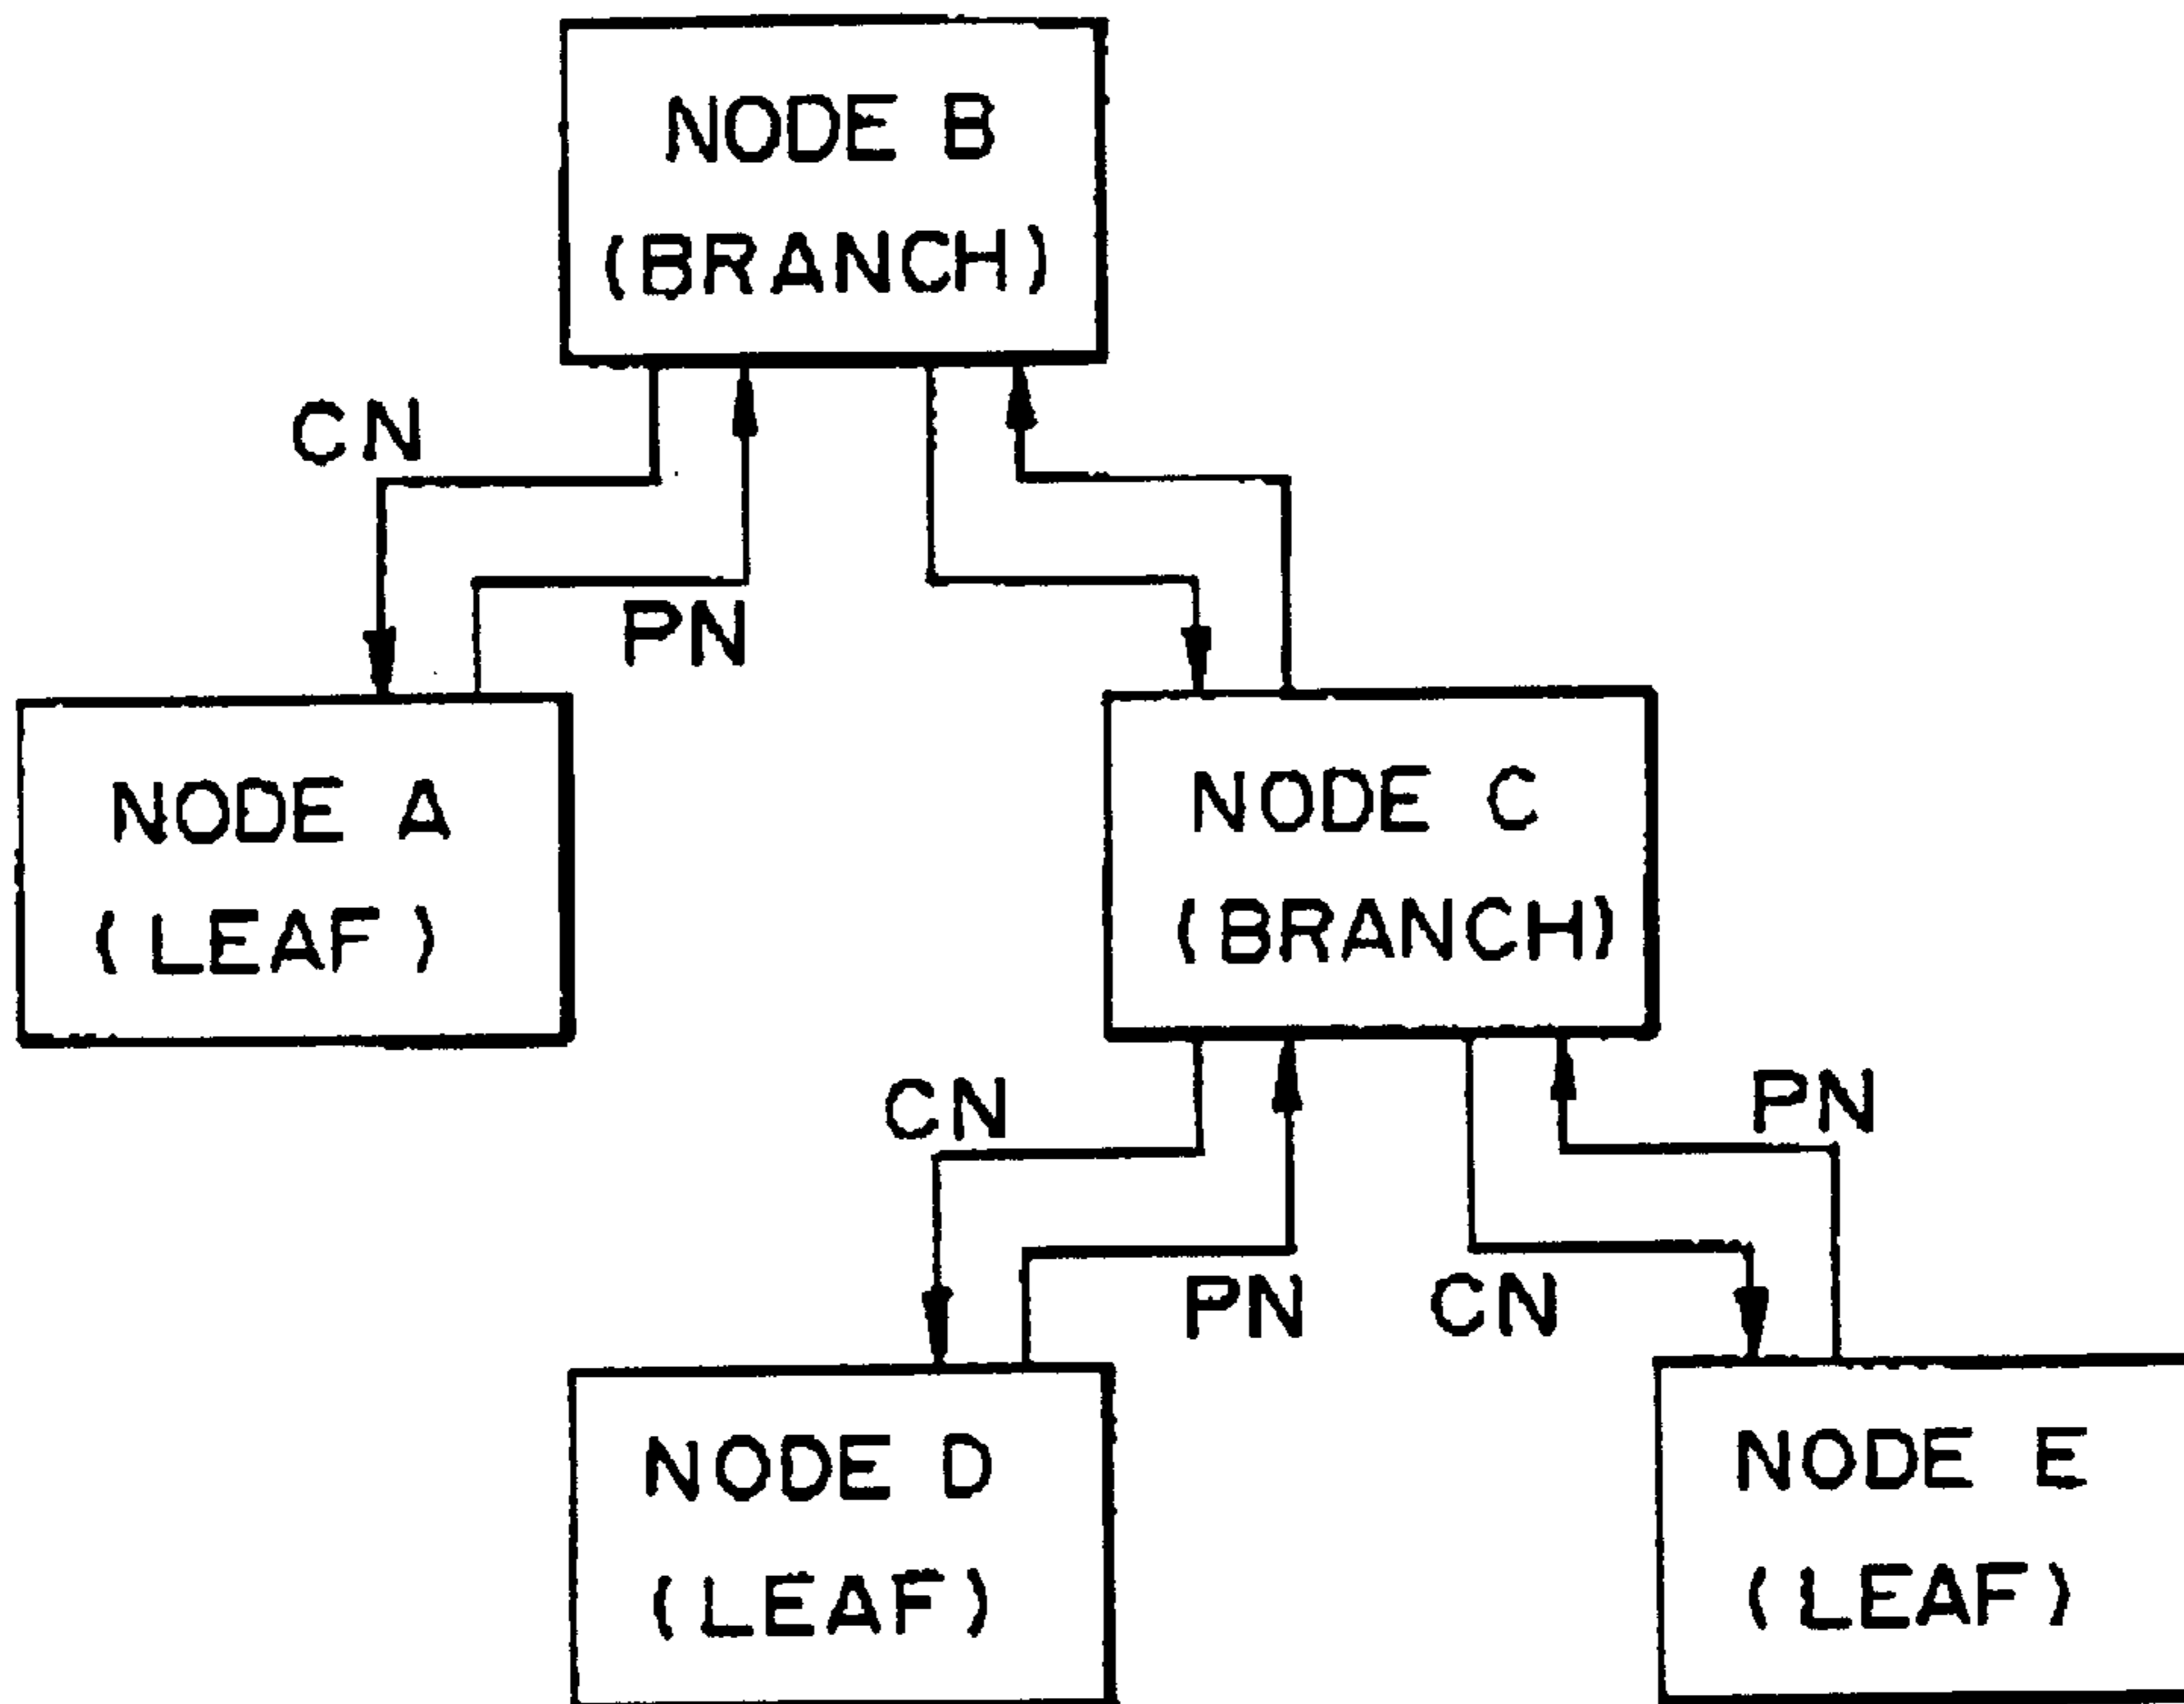 NODE B
(BRANCH)
CN
PN
NODE A
(LEAF)
NODE C
(BRANCH)
CN
PN
PN
CN
NODE D
(LEAF)
NODE E
(LEAF)